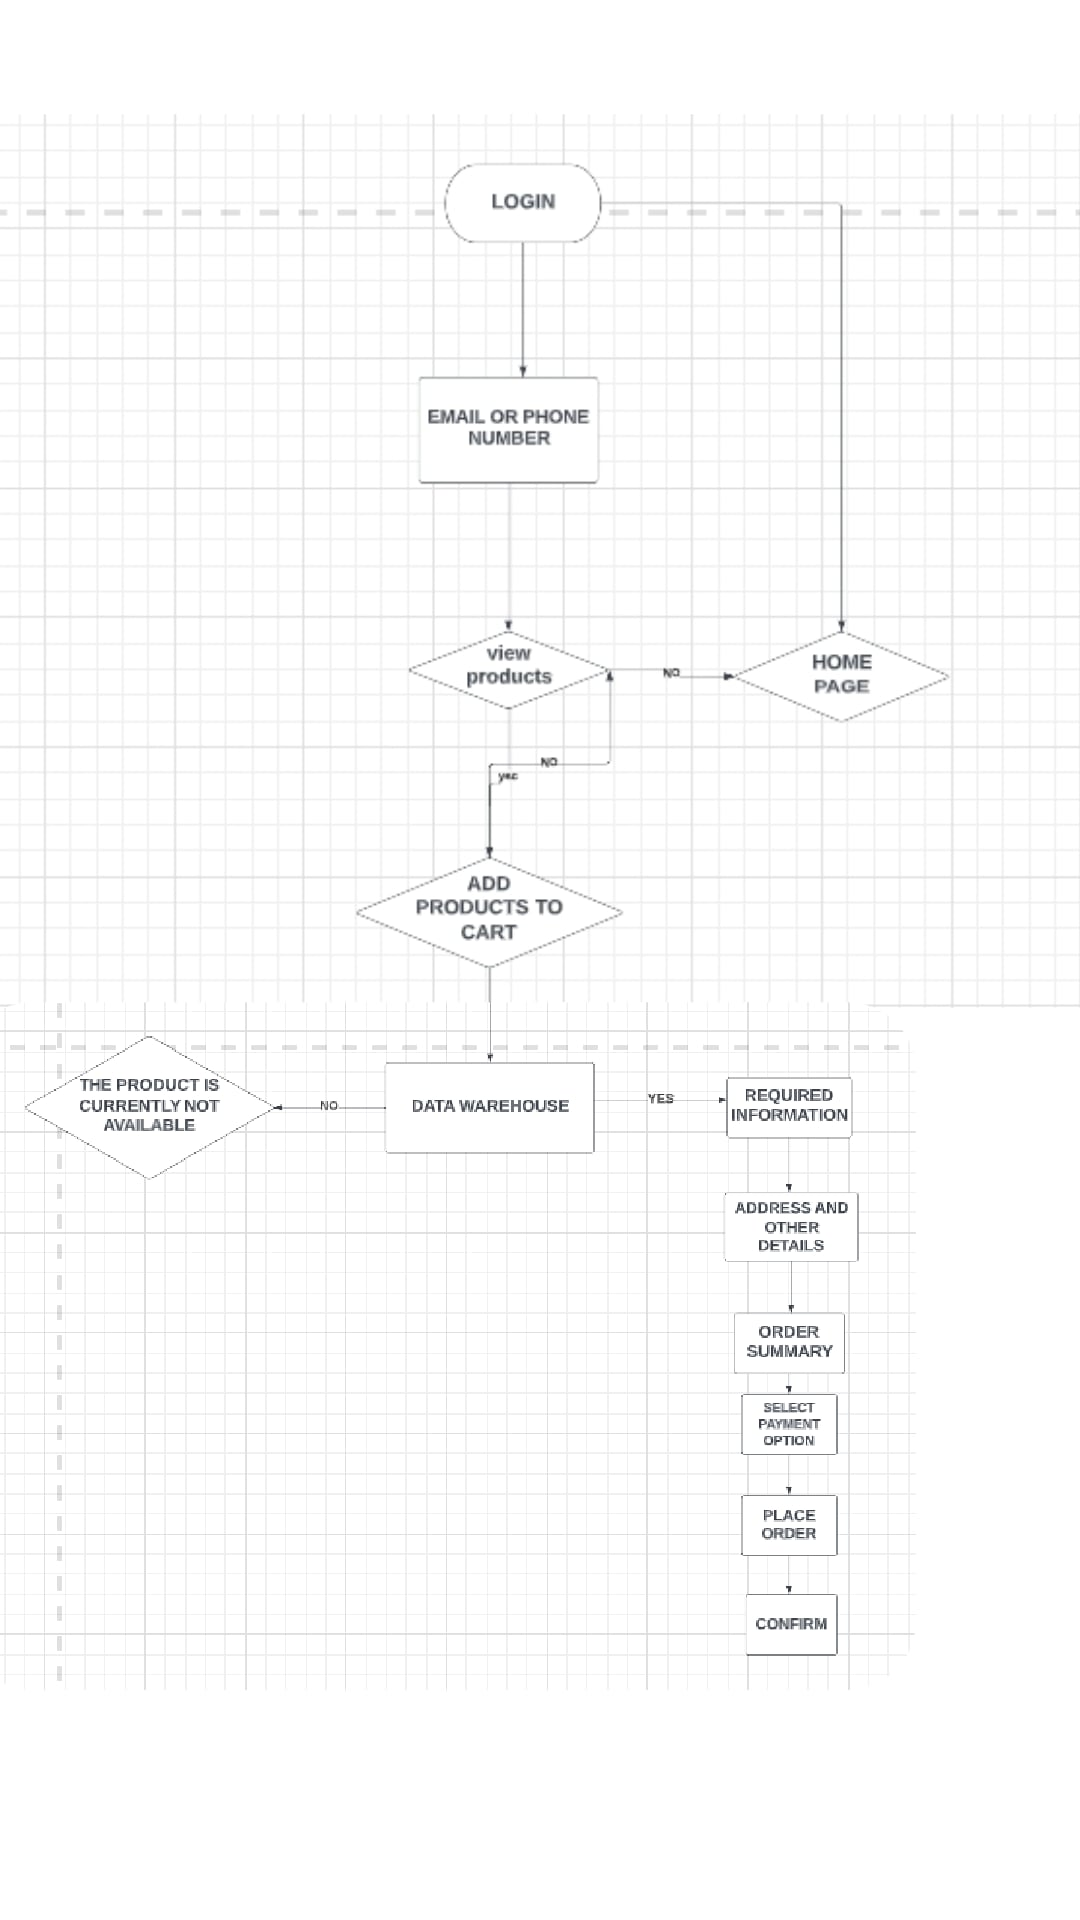 LOGIN
EMAIL OR PHONE
NUMBER
view
products
NO
HOME
PAGE
NO
yes
ADD
PRODUCTS TO
CART
THE PRODUCT IS
CURRENTLY NOT
AVAILABLE
NO
DATA WAREHOUSE
YES
REQUIRED
INFORMATION
ADDRESS AND
OTHER
DETAILS
ORDER
SUMMARY
SELECT
PAYMENT
OPTION
PLACE
ORDER
CONFIRM